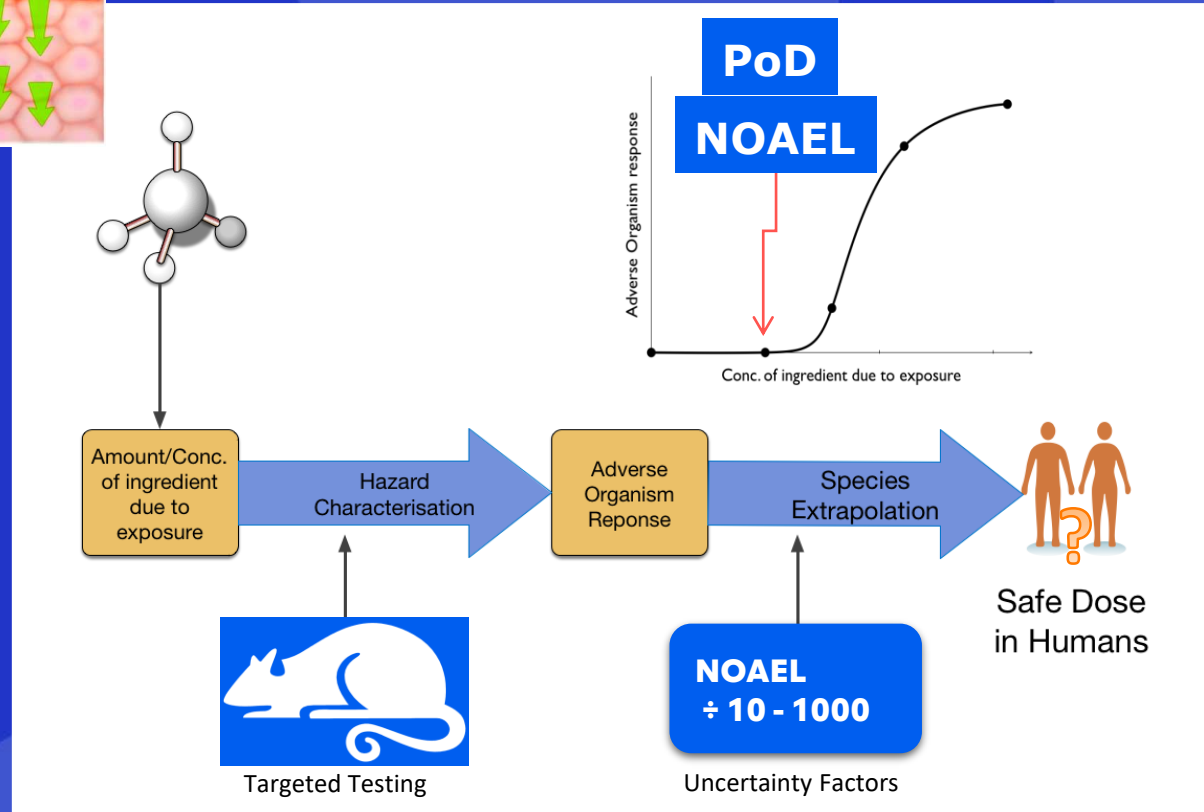 PoD
NOAEL
Adverse Organism response
Conc. of ingredient due to exposure
Amount/Conc.
of ingredient
due to
exposure
Hazard
Characterisation
Adverse
Organism
Reponse
Species
Extrapolation
?
Safe Dose
in Humans
NOAEL
÷ 10 - 1000
Targeted Testing
Uncertainty Factors